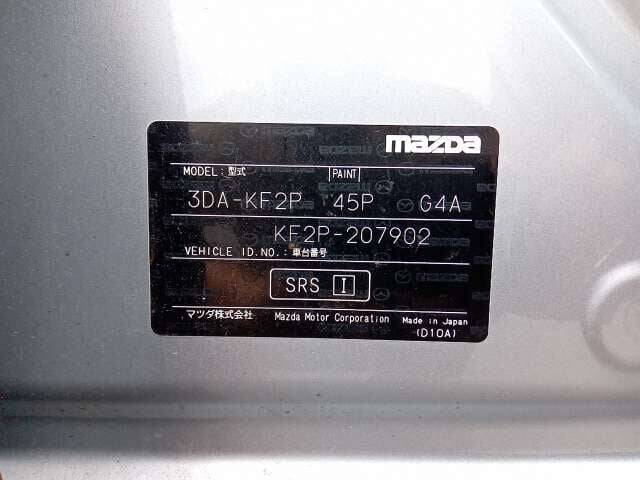 mazda
MODEL: 型式 PAINT
3DA-KF2P 45P G4A
KF2P-207902
VEHICLE ID.NO.: 車台番号
SRS I
マツダ株式会社 Mazda Motor Corporation Made in Japan
(D10A)